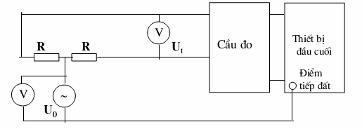 V
Cầu đo
Thiết bị
đầu cuối
R
R
U_t
Điểm
tiếp đất
V
~
U_0